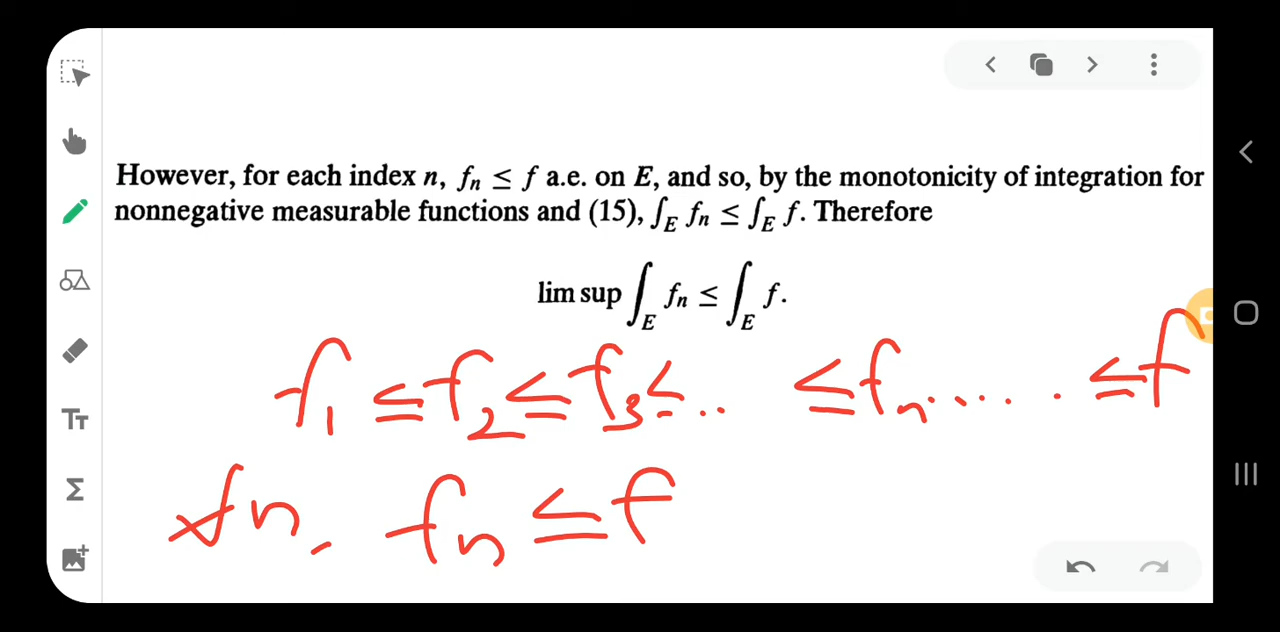 However, for each index n, fₙ ≤ f a.e. on E, and so, by the monotonicity of integration for
nonnegative measurable functions and (15), ∫_E fₙ ≤ ∫_E f. Therefore
lim sup ∫_E fₙ ≤ ∫_E f.
f₁ ≤ f₂ ≤ f₃ ≤ .. ≤ fₙ ..... ≤ f
∀n, fₙ ≤ f
Tт
Σ